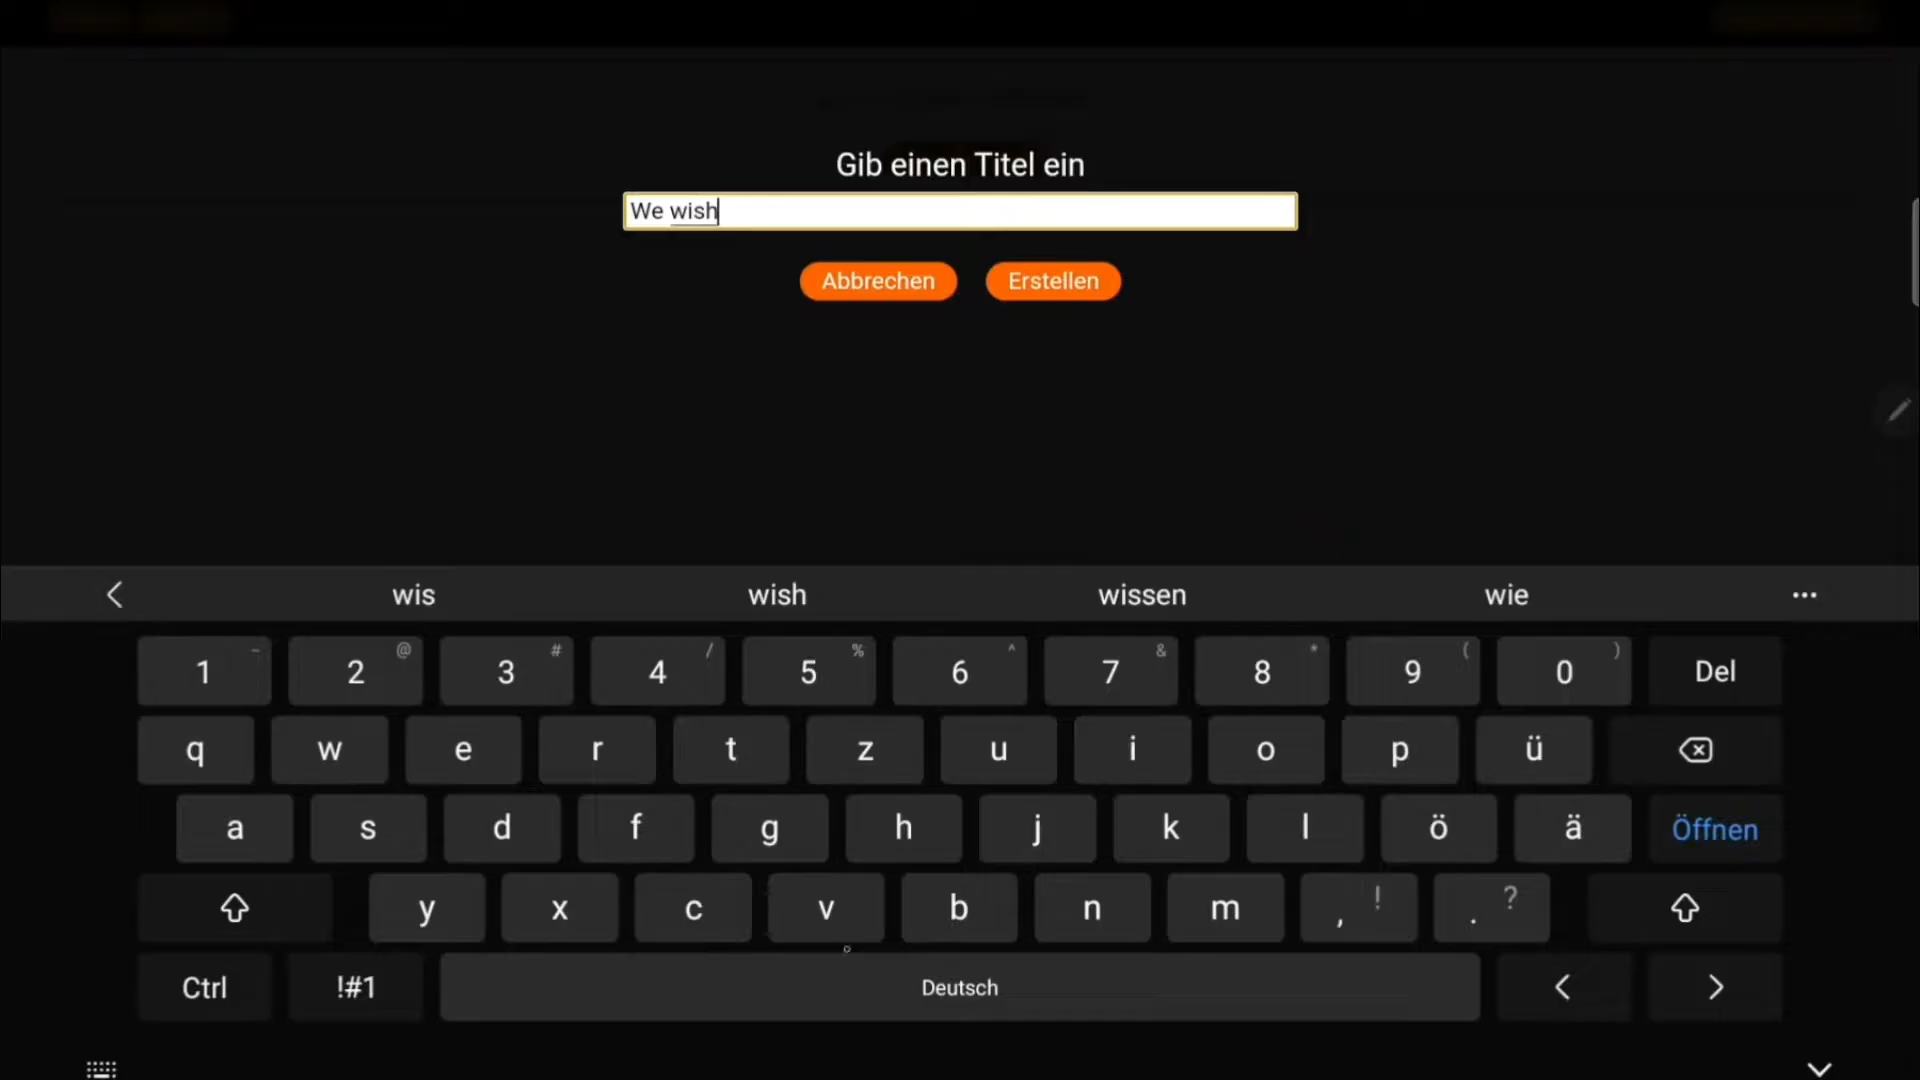 Gib einen Titel ein
We wish
Abbrechen Erstellen
wis wish wissen wie ...
1 - 2 @ 3 # 4 / 5 % 6 ^ 7 & 8 * 9 ( 0 ) Del
q w e r t z u i o p ü
a s d f g h j k l ö ä Öffnen
y x c v b n m , ! . ?
Ctrl !#1 Deutsch < >